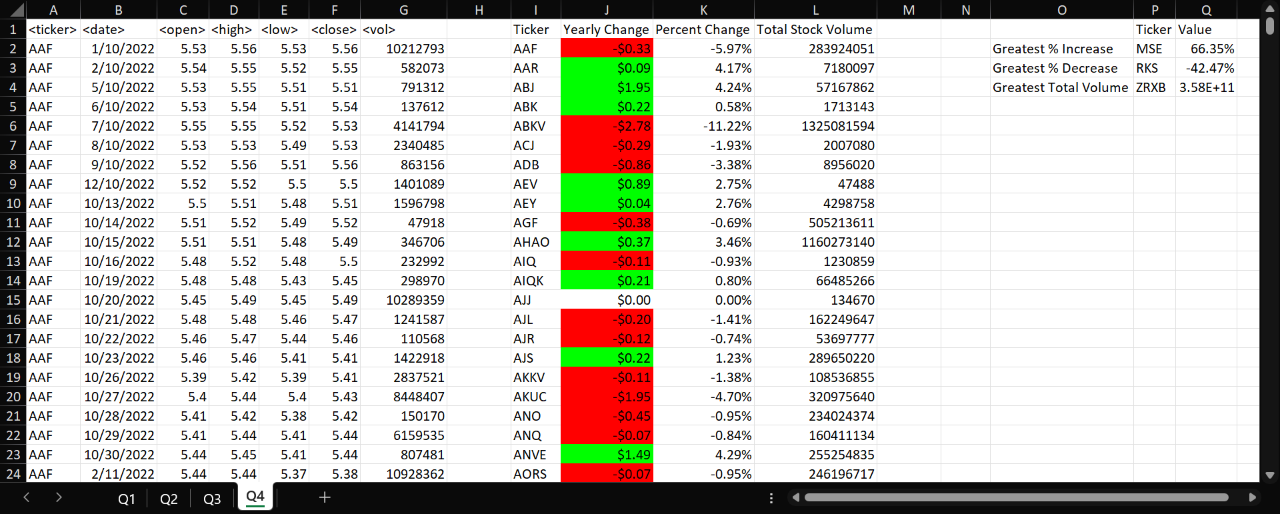 A B C D E F G H I J K L M N O P Q
1 <ticker> <date> <open> <high> <low> <close> <vol> Ticker Yearly Change Percent Change Total Stock Volume Ticker Value
2 AAF 1/10/2022 5.53 5.56 5.53 5.56 10212793 AAF -$0.33 -5.97% 283924051 Greatest % Increase MSE 66.35%
3 AAF 2/10/2022 5.54 5.55 5.52 5.55 582073 AAR $0.09 4.17% 7180097 Greatest % Decrease RKS -42.47%
4 AAF 5/10/2022 5.53 5.55 5.51 5.51 791312 ABJ $1.95 4.24% 57167862 Greatest Total Volume ZRXB 3.58E+11
5 AAF 6/10/2022 5.53 5.54 5.51 5.54 137612 ABK $0.22 0.58% 1713143
6 AAF 7/10/2022 5.55 5.55 5.52 5.53 4141794 ABKV -$2.78 -11.22% 1325081594
7 AAF 8/10/2022 5.53 5.53 5.49 5.53 2340485 ACJ -$0.29 -1.93% 2007080
8 AAF 9/10/2022 5.52 5.56 5.51 5.56 863156 ADB -$0.86 -3.38% 8956020
9 AAF 12/10/2022 5.52 5.52 5.5 5.5 1401089 AEV $0.89 2.75% 47488
10 AAF 10/13/2022 5.5 5.51 5.48 5.51 1596798 AEY $0.04 2.76% 4298758
11 AAF 10/14/2022 5.51 5.52 5.49 5.52 47918 AGF -$0.38 -0.69% 505213611
12 AAF 10/15/2022 5.51 5.51 5.48 5.49 346706 AHAO $0.37 3.46% 1160273140
13 AAF 10/16/2022 5.48 5.52 5.48 5.5 232992 AIQ -$0.11 -0.93% 1230859
14 AAF 10/19/2022 5.48 5.48 5.43 5.45 298970 AIQK $0.21 0.80% 66485266
15 AAF 10/20/2022 5.45 5.49 5.45 5.49 10289359 AJJ $0.00 0.00% 134670
16 AAF 10/21/2022 5.48 5.48 5.46 5.47 1241587 AJL -$0.20 -1.41% 162249647
17 AAF 10/22/2022 5.46 5.47 5.44 5.46 110568 AJR -$0.12 -0.74% 53697777
18 AAF 10/23/2022 5.46 5.46 5.41 5.41 1422918 AJS $0.22 1.23% 289650220
19 AAF 10/26/2022 5.39 5.42 5.39 5.41 2837521 AKKV -$0.11 -1.38% 108536855
20 AAF 10/27/2022 5.4 5.44 5.4 5.43 8448407 AKUC -$1.95 -4.70% 320975640
21 AAF 10/28/2022 5.41 5.42 5.38 5.42 150170 ANO -$0.45 -0.95% 234024374
22 AAF 10/29/2022 5.41 5.44 5.41 5.44 6159535 ANQ -$0.07 -0.84% 160411134
23 AAF 10/30/2022 5.44 5.45 5.41 5.44 807481 ANVE $1.49 4.29% 255254835
24 AAF 2/11/2022 5.44 5.44 5.37 5.38 10928362 AORS -$0.07 -0.95% 246196717
Q1 Q2 Q3 Q4